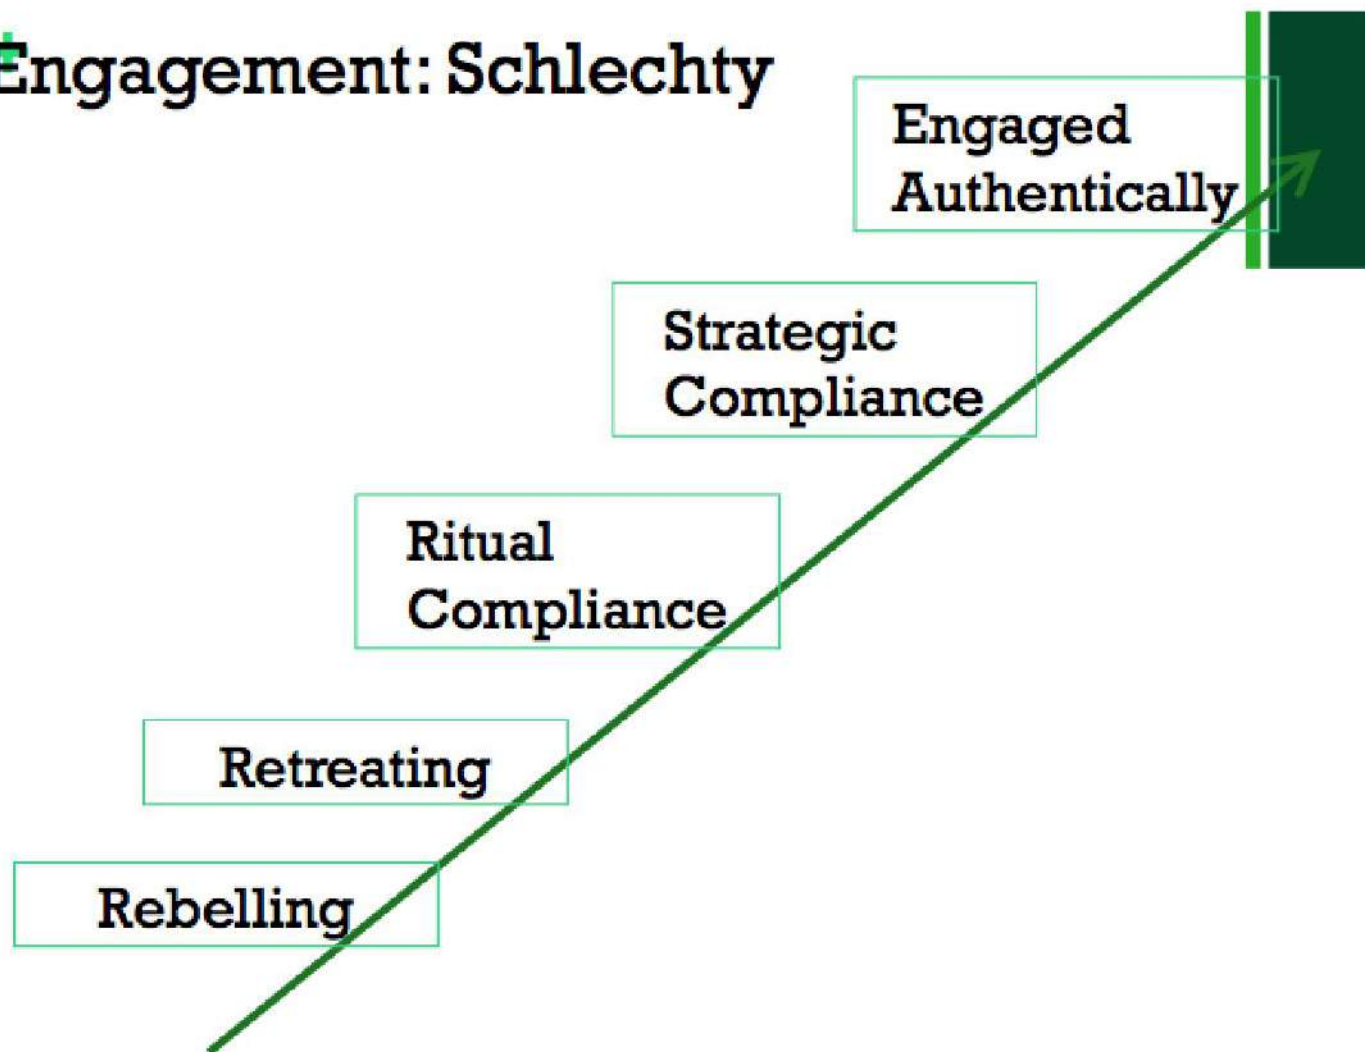 Engagement: Schlechty
Engaged
Authentically
Strategic
Compliance
Ritual
Compliance
Retreating
Rebelling